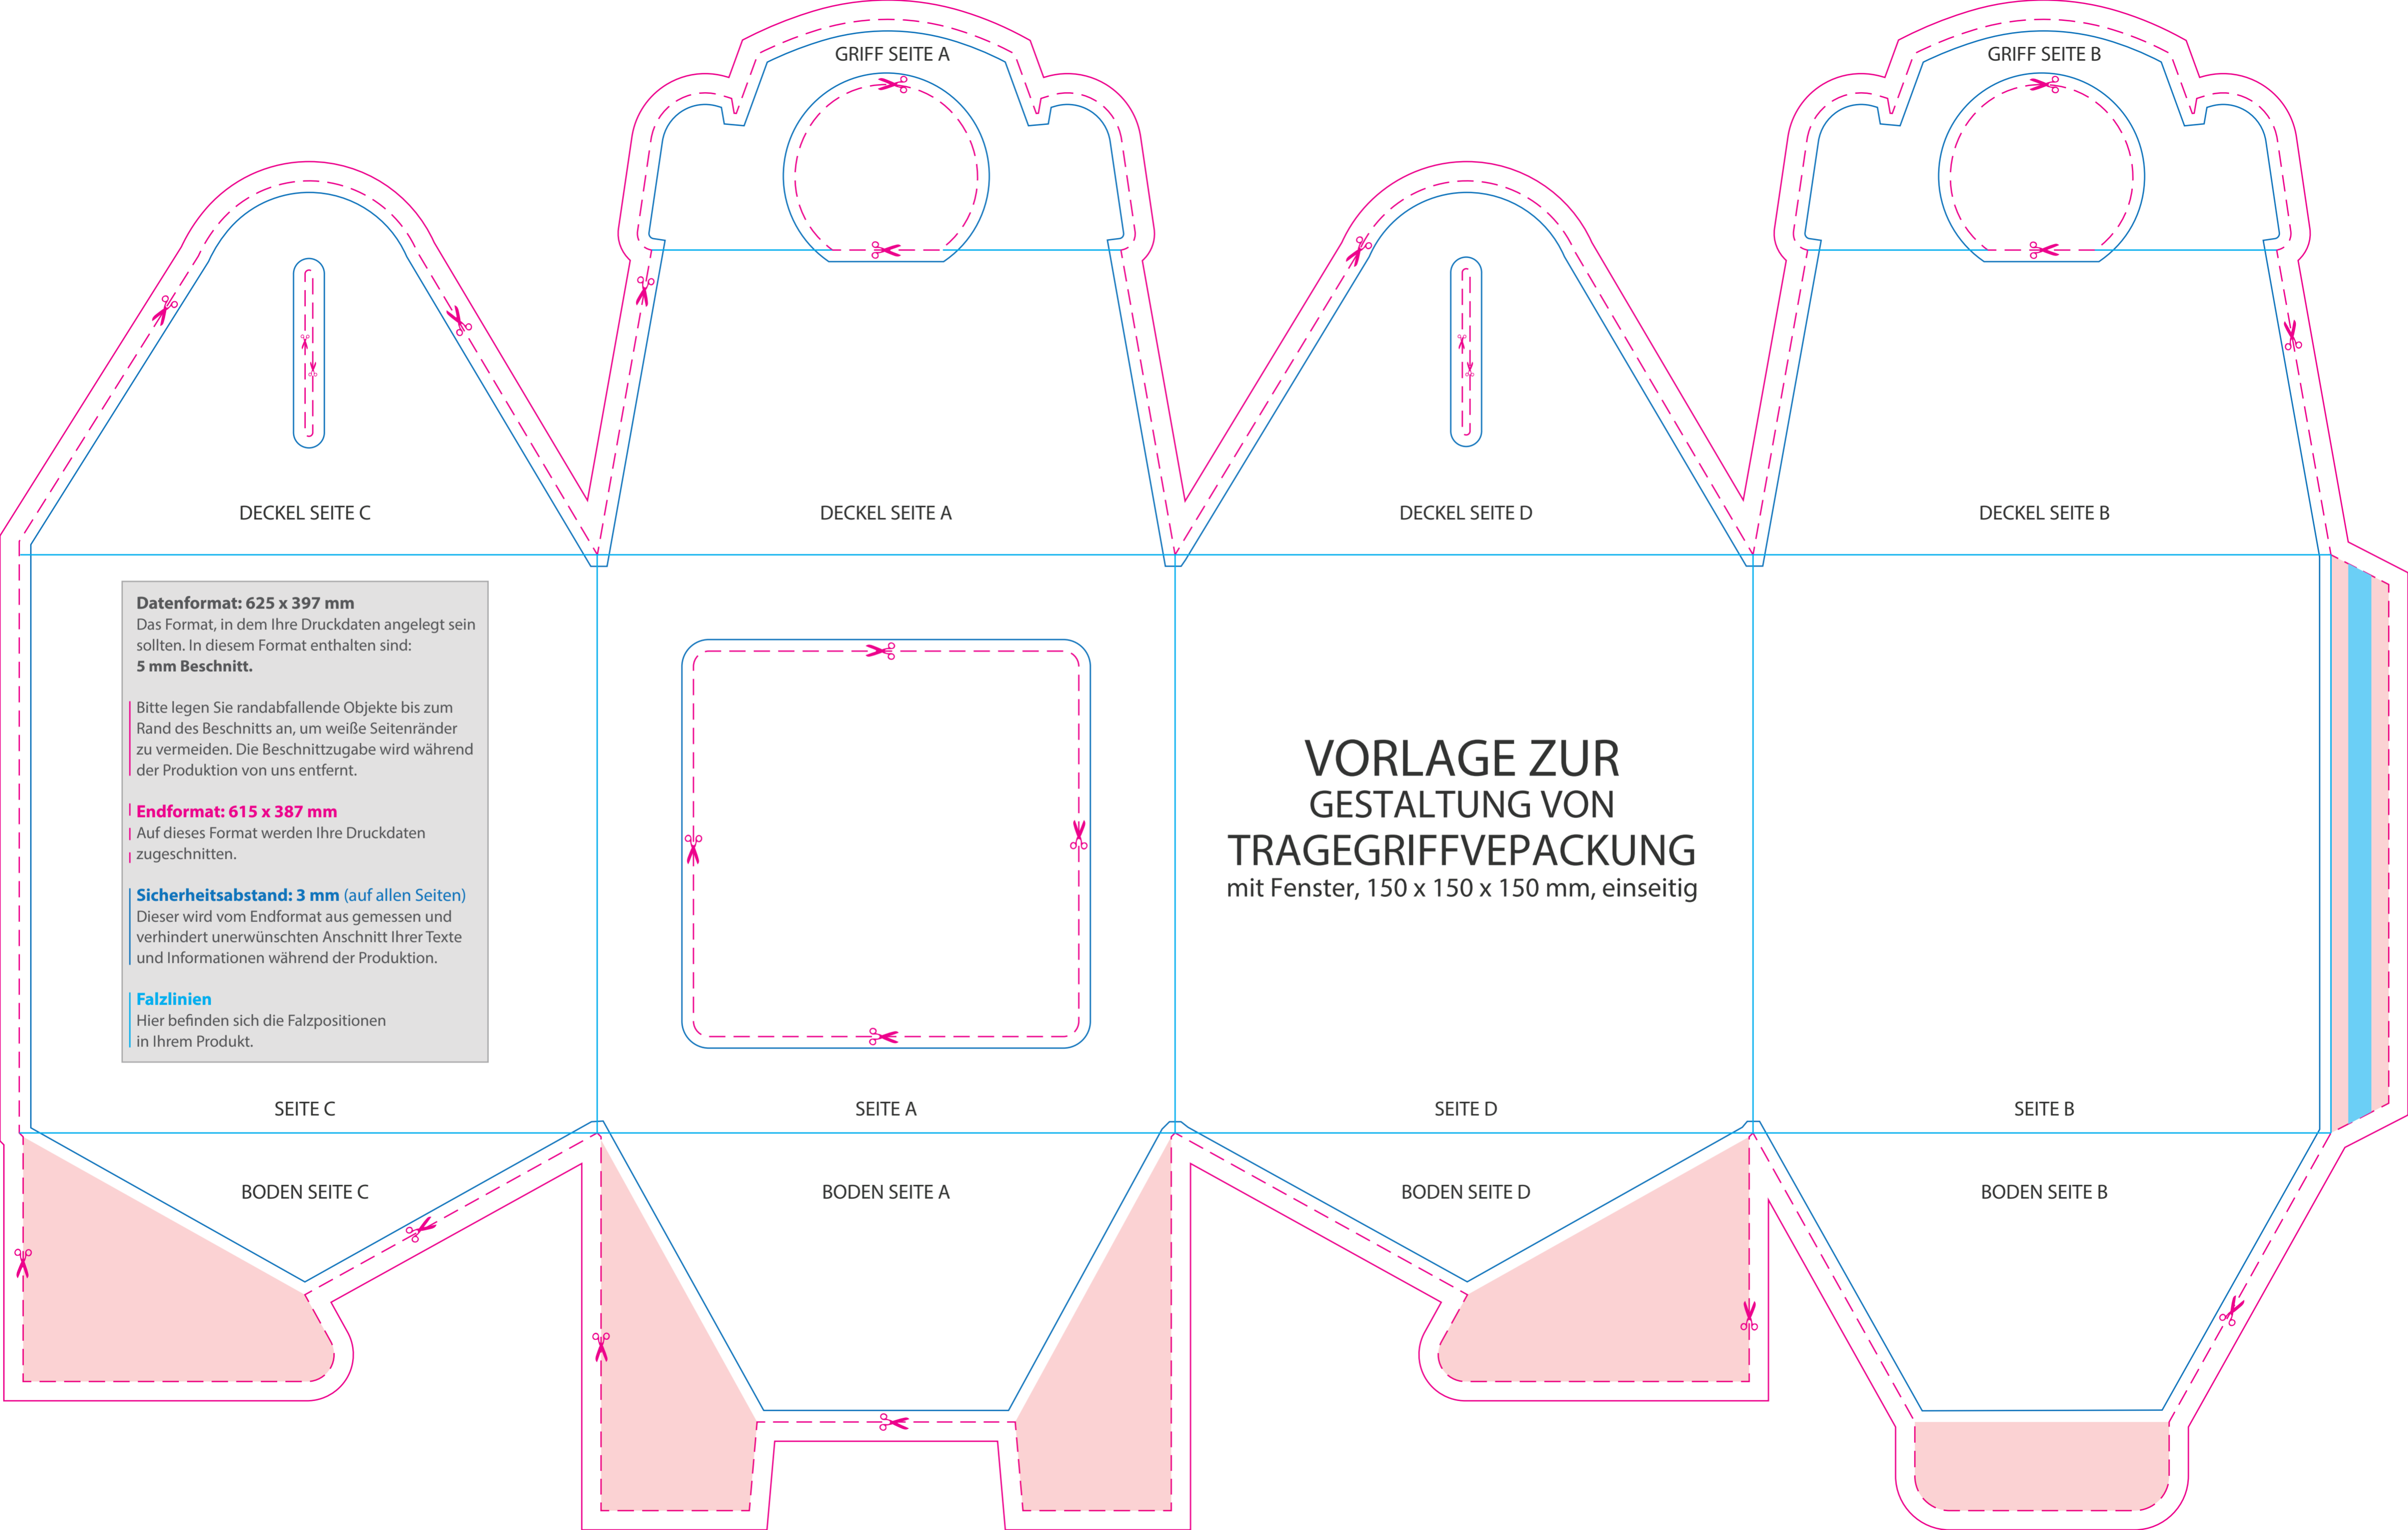 GRIFF SEITE A
GRIFF SEITE B
DECKEL SEITE C
DECKEL SEITE A
DECKEL SEITE D
DECKEL SEITE B
Datenformat: 625 x 397 mm
Das Format, in dem Ihre Druckdaten angelegt sein
sollten. In diesem Format enthalten sind:
5 mm Beschnitt.
Bitte legen Sie randabfallende Objekte bis zum
Rand des Beschnitts an, um weiße Seitenränder
zu vermeiden. Die Beschnittzugabe wird während
der Produktion von uns entfernt.
Endformat: 615 x 387 mm
Auf dieses Format werden Ihre Druckdaten
zugeschnitten.
Sicherheitsabstand: 3 mm (auf allen Seiten)
Dieser wird vom Endformat aus gemessen und
verhindert unerwünschten Anschnitt Ihrer Texte
und Informationen während der Produktion.
Falzlinien
Hier befinden sich die Falzpositionen
in Ihrem Produkt.
VORLAGE ZUR
GESTALTUNG VON
TRAGEGRIFFVEPACKUNG
mit Fenster, 150 x 150 x 150 mm, einseitig
SEITE C
SEITE A
SEITE D
SEITE B
BODEN SEITE C
BODEN SEITE A
BODEN SEITE D
BODEN SEITE B